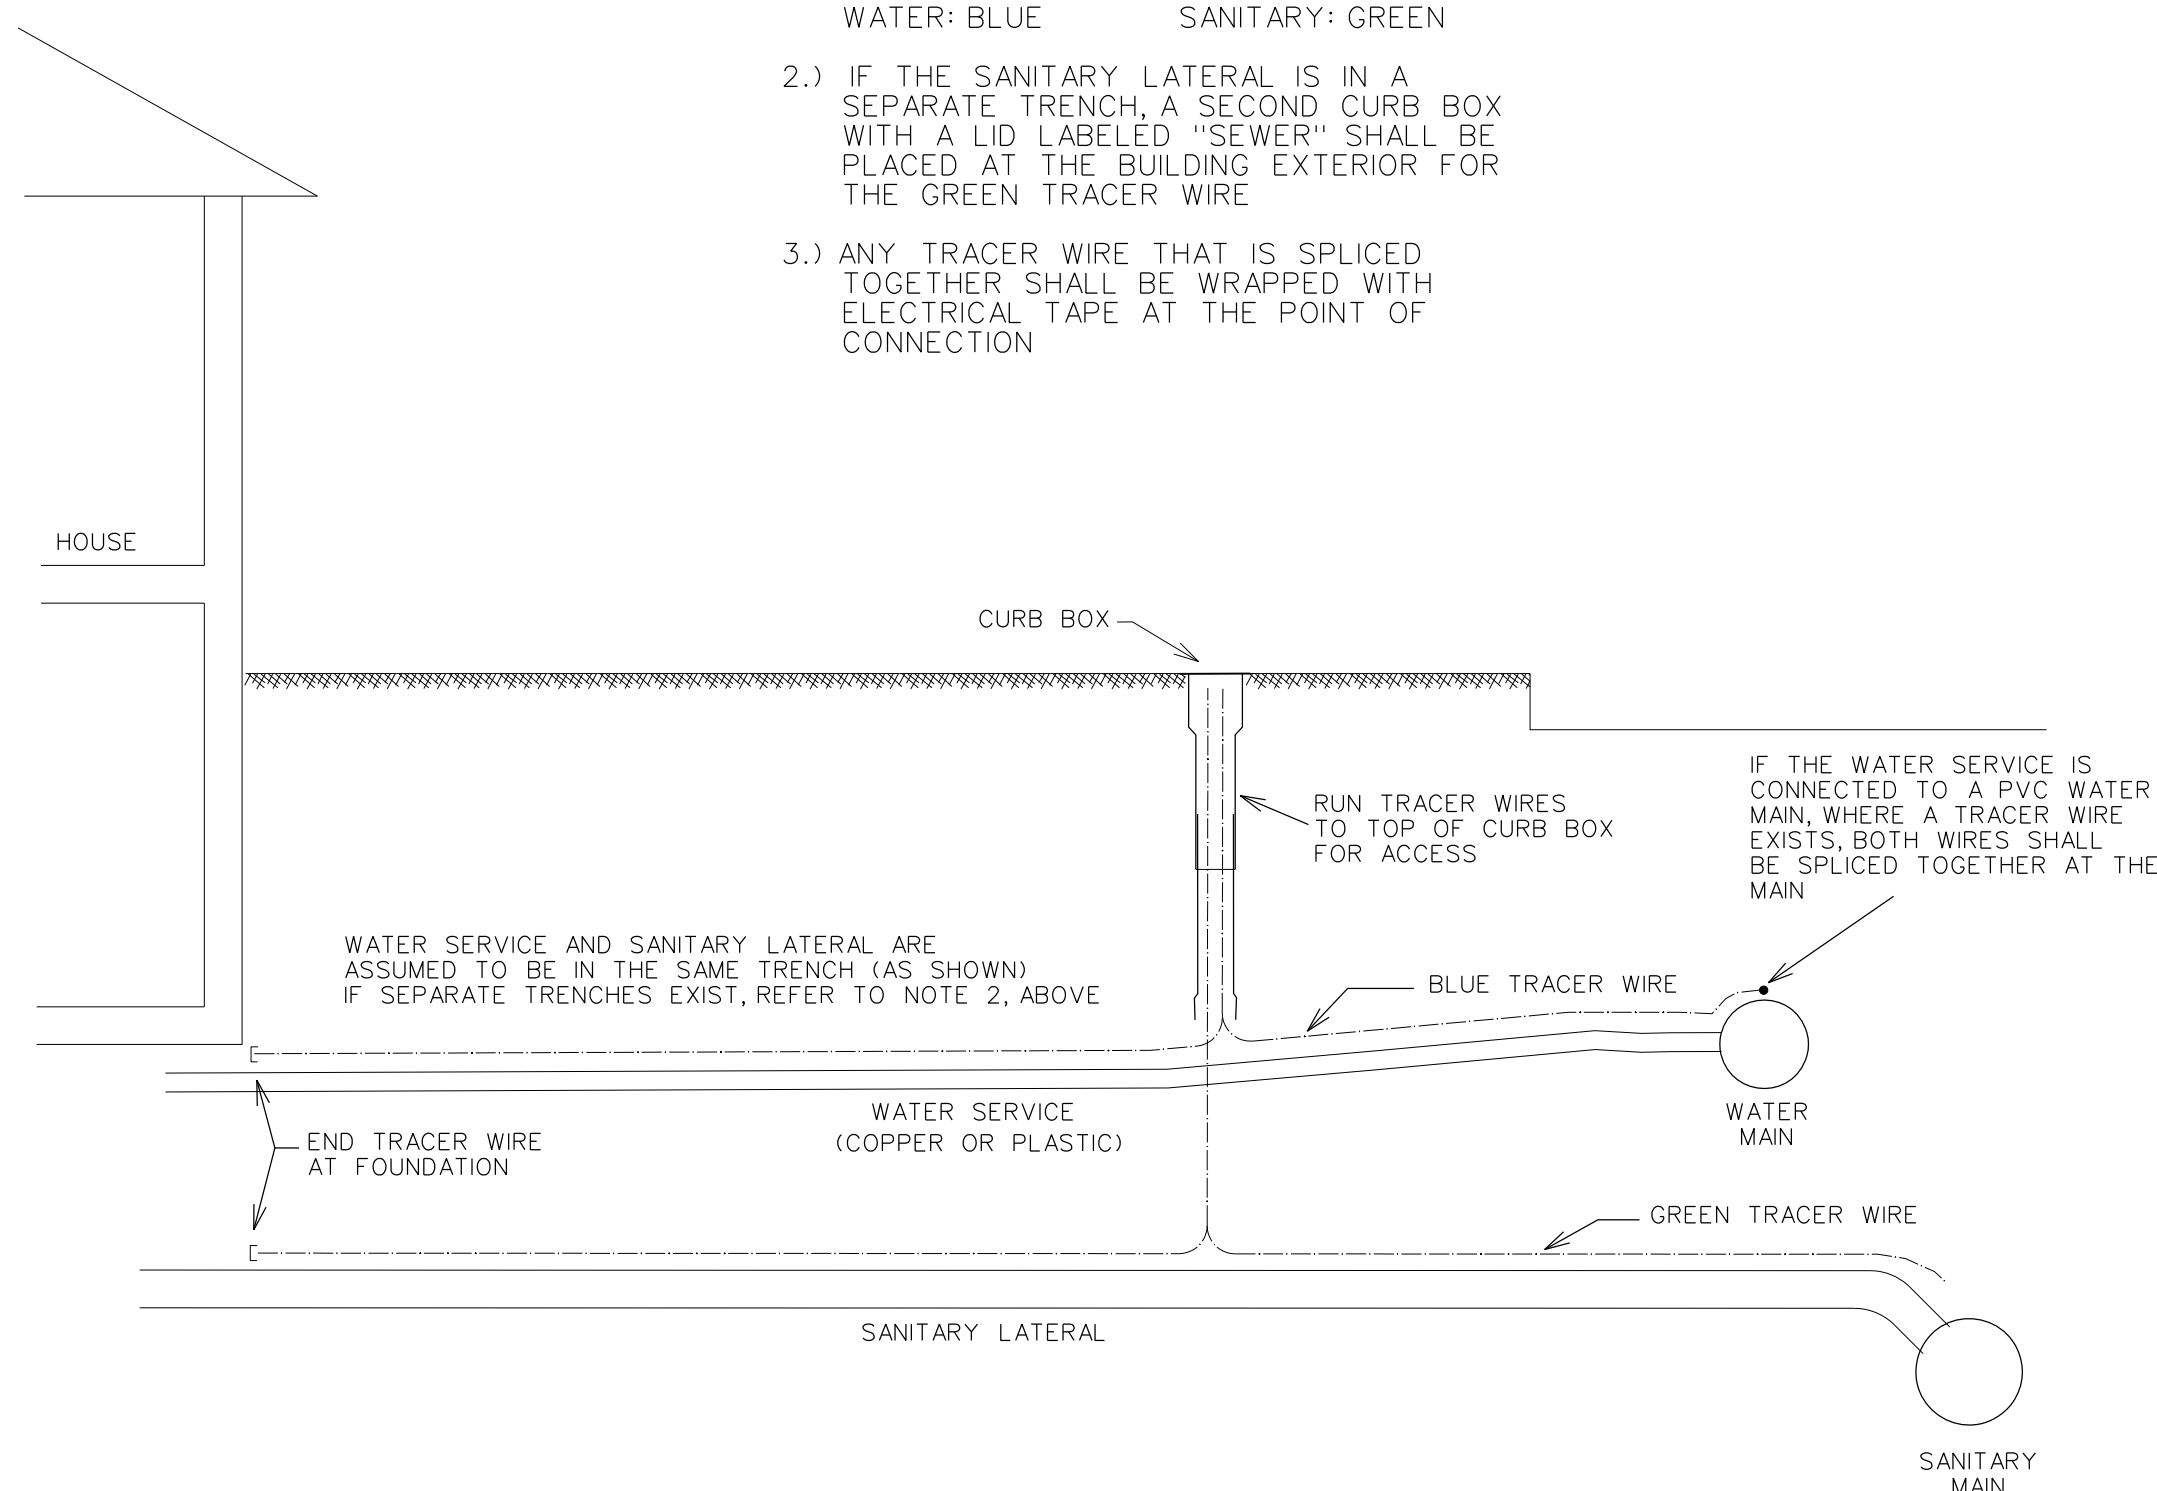 WATER: BLUE SANITARY: GREEN
2.) IF THE SANITARY LATERAL IS IN A
SEPARATE TRENCH, A SECOND CURB BOX
WITH A LID LABELED "SEWER" SHALL BE
PLACED AT THE BUILDING EXTERIOR FOR
THE GREEN TRACER WIRE
3.) ANY TRACER WIRE THAT IS SPLICED
TOGETHER SHALL BE WRAPPED WITH
ELECTRICAL TAPE AT THE POINT OF
CONNECTION
HOUSE
CURB BOX
IF THE WATER SERVICE IS
CONNECTED TO A PVC WATER
MAIN, WHERE A TRACER WIRE
EXISTS, BOTH WIRES SHALL
BE SPLICED TOGETHER AT THE
MAIN
RUN TRACER WIRES
TO TOP OF CURB BOX
FOR ACCESS
WATER SERVICE AND SANITARY LATERAL ARE
ASSUMED TO BE IN THE SAME TRENCH (AS SHOWN)
IF SEPARATE TRENCHES EXIST, REFER TO NOTE 2, ABOVE
BLUE TRACER WIRE
WATER SERVICE
(COPPER OR PLASTIC)
WATER
MAIN
END TRACER WIRE
AT FOUNDATION
GREEN TRACER WIRE
SANITARY LATERAL
SANITARY
MAIN